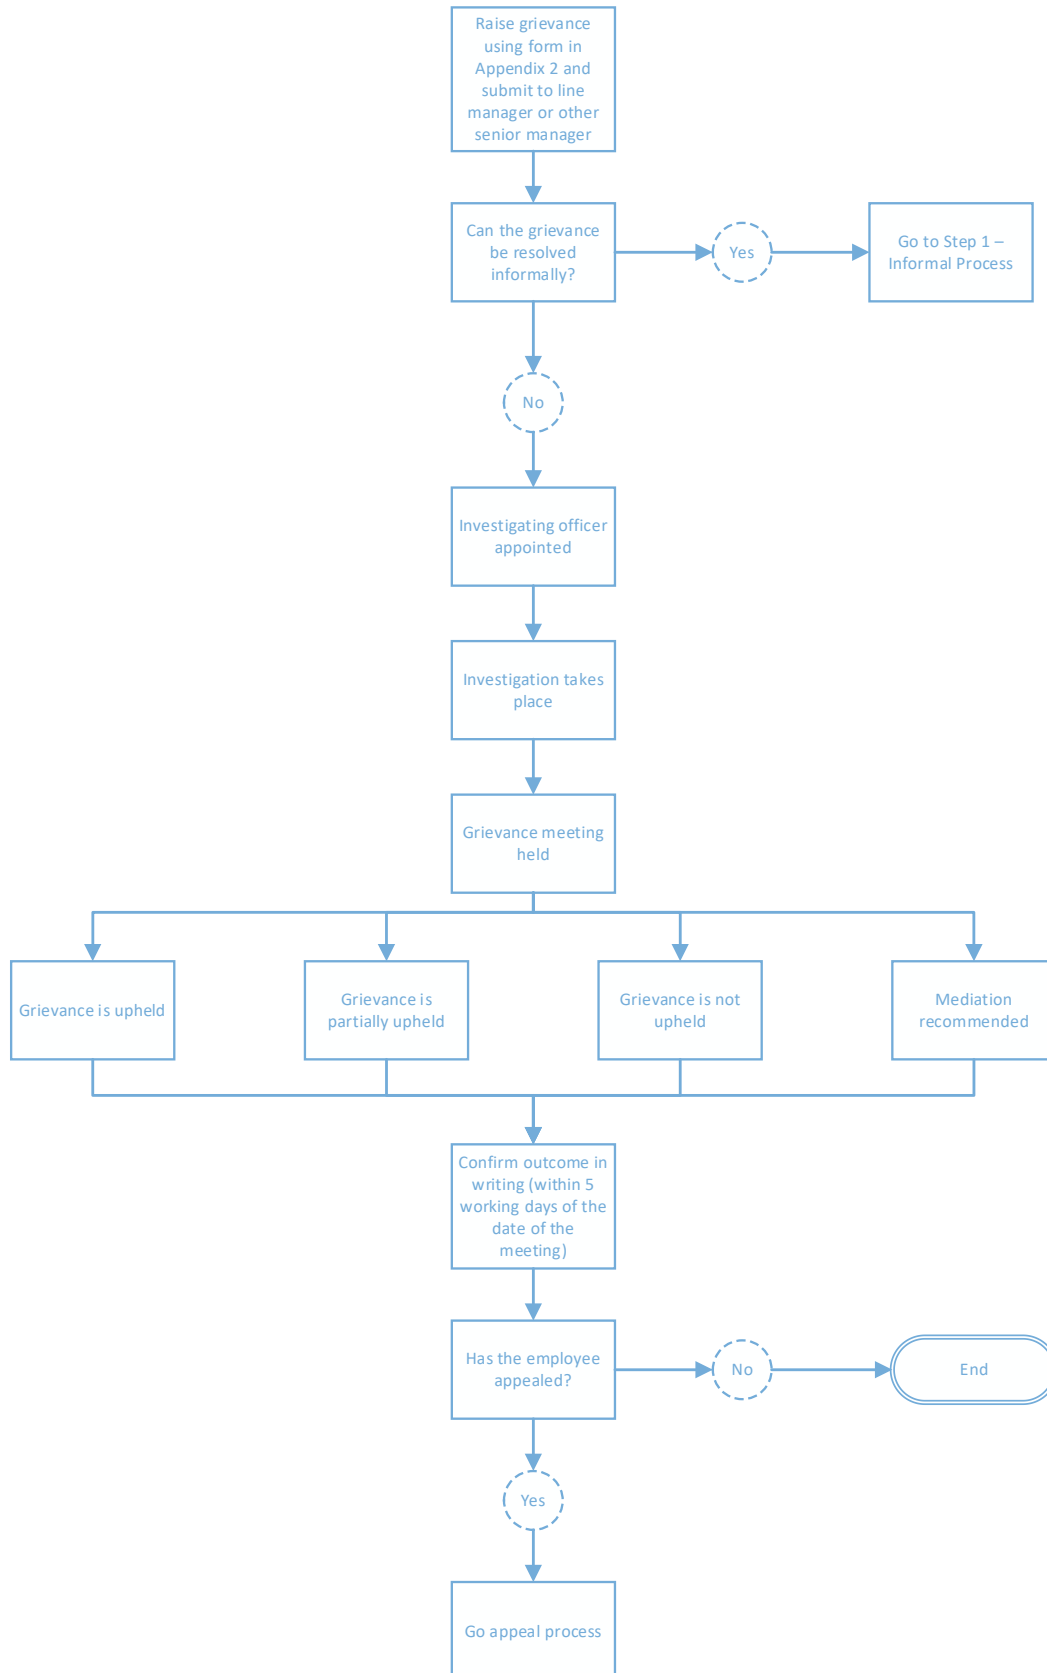 Raise grievance
using form in
Appendix 2 and
submit to line
manager or other
senior manager
Can the grievance
be resolved
informally?
Yes
Go to Step 1 –
Informal Process
No
Investigating officer
appointed
Investigation takes
place
Grievance meeting
held
Grievance is upheld
Grievance is
partially upheld
Grievance is not
upheld
Mediation
recommended
Confirm outcome in
writing (within 5
working days of the
date of the
meeting)
Has the employee
appealed?
No
End
Yes
Go appeal process